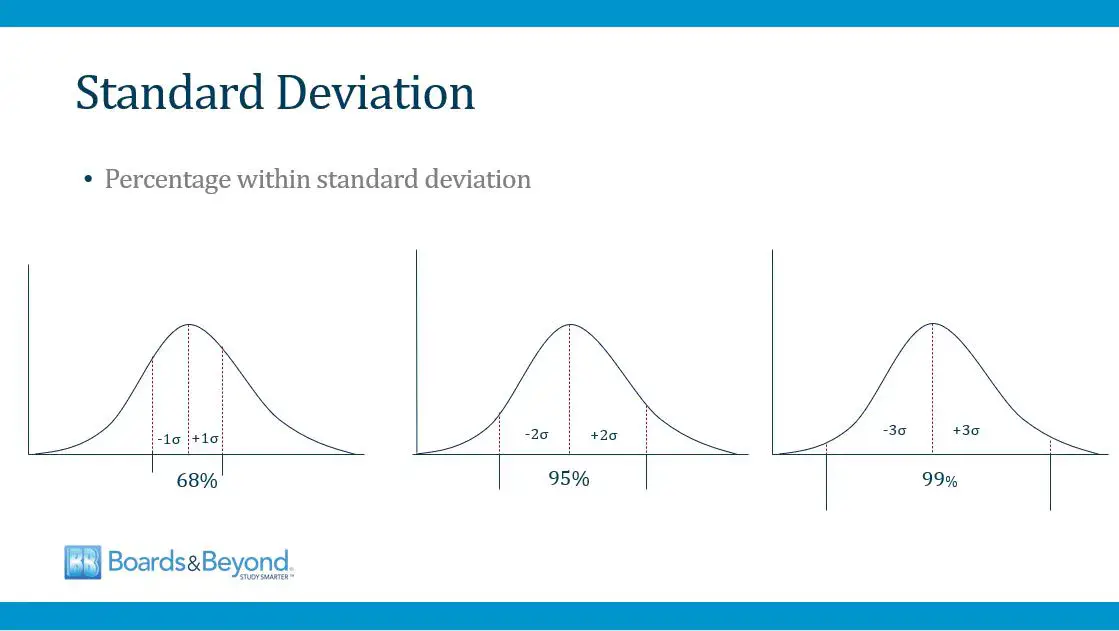 Standard Deviation
• Percentage within standard deviation
-1σ +1σ
68%
-2σ +2σ
95%
-3σ +3σ
99%
BB Boards&Beyond®
STUDY SMARTER™